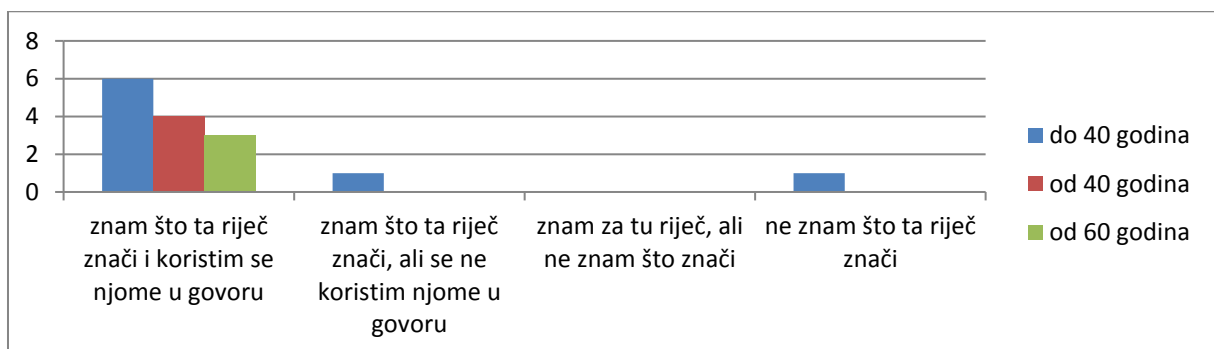 8
6
4
2
0
znam što ta riječ
znači i koristim se
njome u govoru
znam što ta riječ
znači, ali se ne
koristim njome u
govoru
znam za tu riječ, ali
ne znam što znači
ne znam što ta riječ
znači
do 40 godina
od 40 godina
od 60 godina